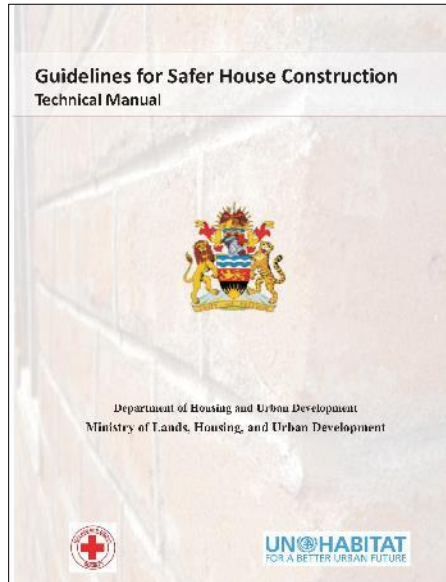 Guidelines for Safer House Construction
Technical Manual
Department of Housing and Urban Development
Ministry of Lands, Housing, and Urban Development
UN HABITAT
FOR A BETTER URBAN FUTURE